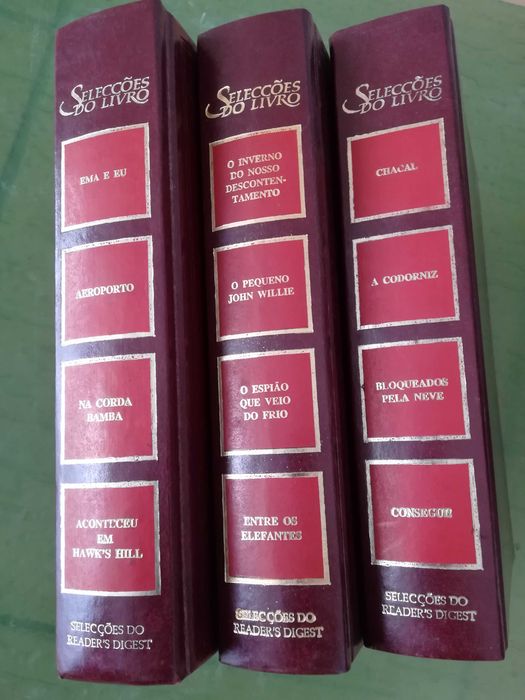 SELECÇÕES
DO LIVRO
EMA E EU
AEROPORTO
NA CORDA
BAMBA
ACONTECEU
EM
HAWK'S HILL
SELECÇÕES DO
READER'S DIGEST
SELECÇÕES
DO LIVRO
O INVERNO
DO NOSSO
DESCONTEN-
TAMENTO
O PEQUENO
JOHN WILLIE
O ESPIÃO
QUE VEIO
DO FRIO
ENTRE OS
ELEFANTES
SELECÇÕES DO
READER'S DIGEST
SELECÇÕES
DO LIVRO
CHACAL
A CODORNIZ
BLOQUEADOS
PELA NEVE
CONSEGUI!
SELECÇÕES DO
READER'S DIGEST